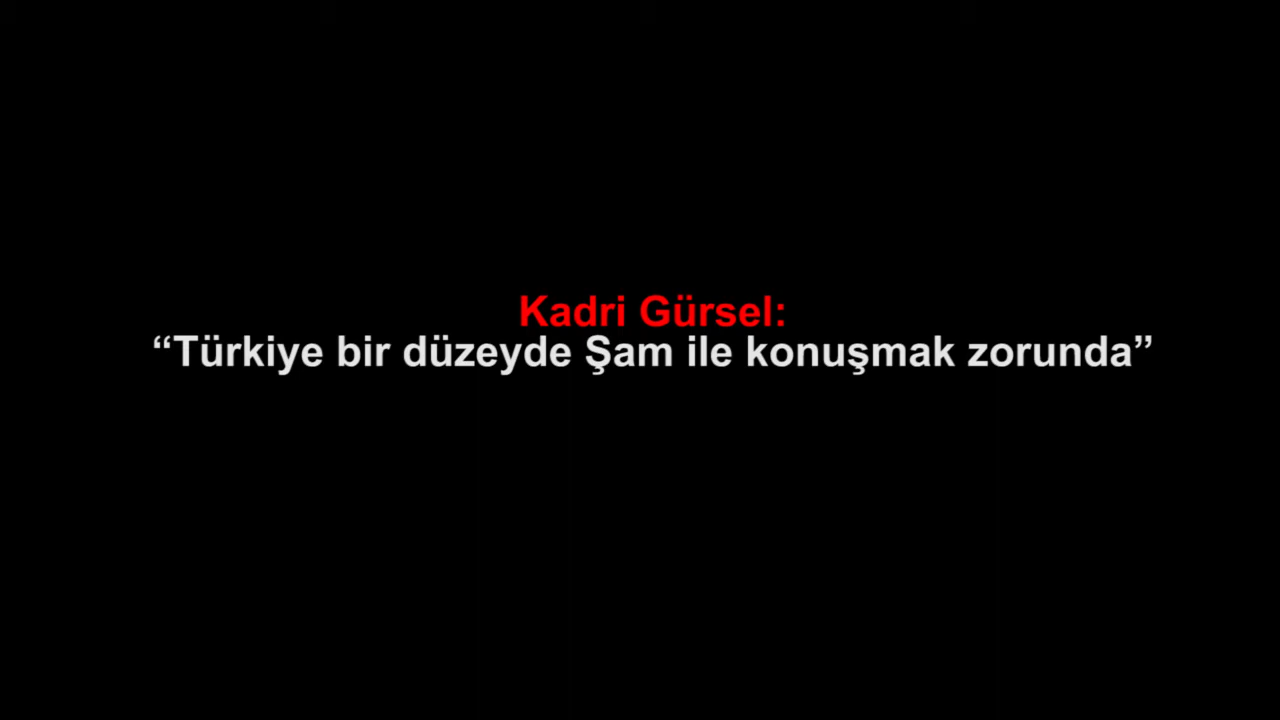 Kadri Gürsel:
“Türkiye bir düzeyde Şam ile konuşmak zorunda”